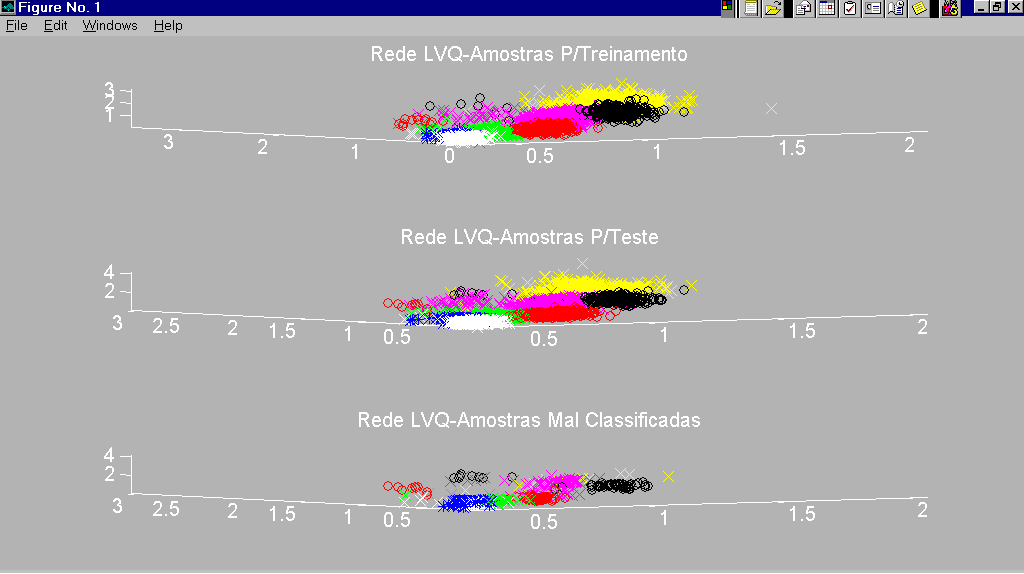 Figure No. 1
File Edit Windows Help
Rede LVQ-Amostras P/Treinamento
3
2
1
3 2 1 0 0.5 1 1.5 2
Rede LVQ-Amostras P/Teste
4
2
3 2.5 2 1.5 1 0.5 0.5 1 1.5 2
Rede LVQ-Amostras Mal Classificadas
4
2
3 2.5 2 1.5 1 0.5 0.5 1 1.5 2